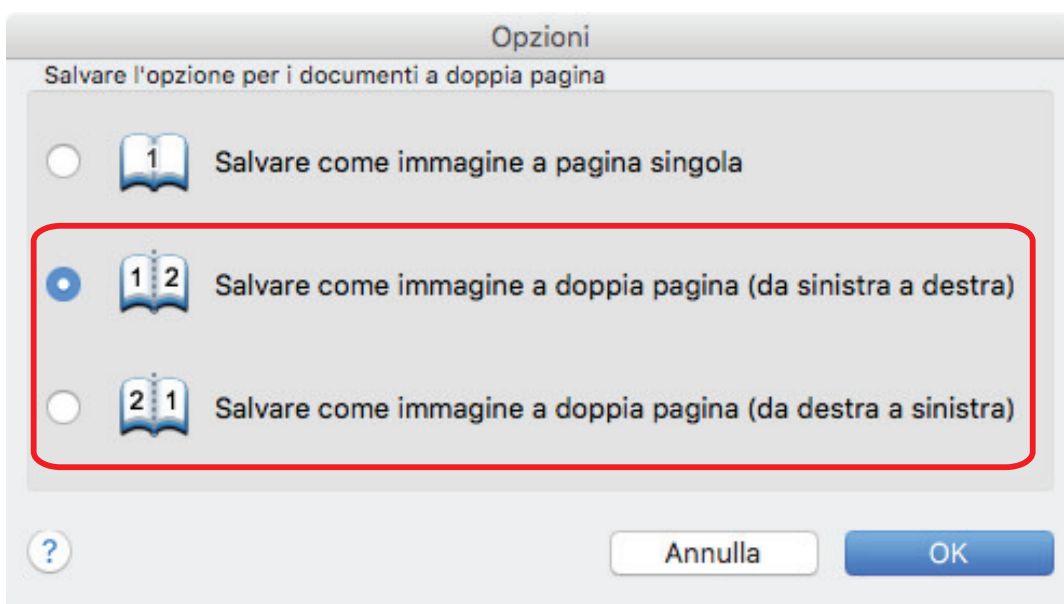 Opzioni
Salvare l'opzione per i documenti a doppia pagina
1 Salvare come immagine a pagina singola
1 2 Salvare come immagine a doppia pagina (da sinistra a destra)
2 1 Salvare come immagine a doppia pagina (da destra a sinistra)
? Annulla OK